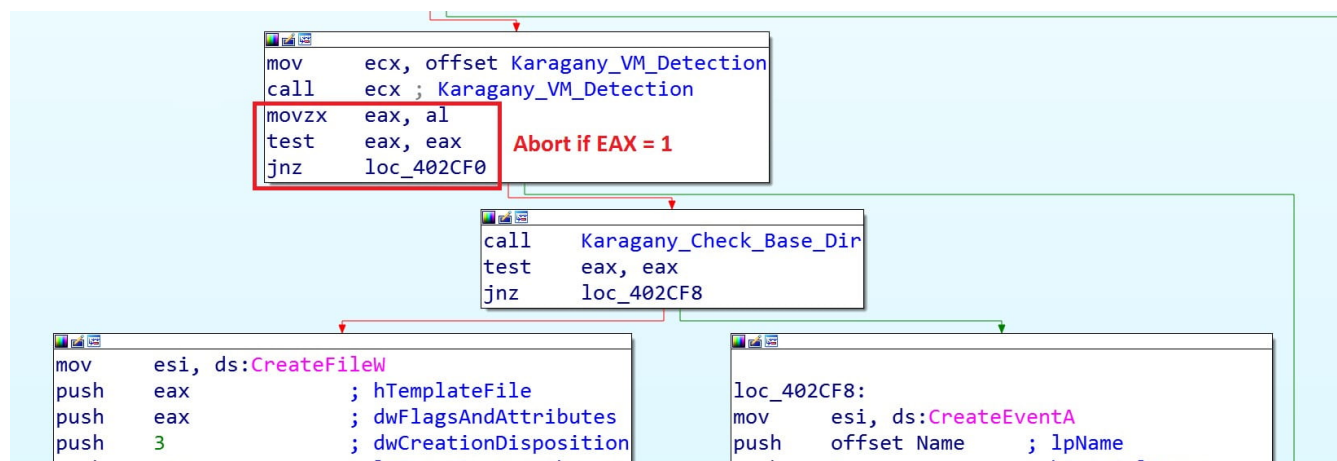 mov ecx, offset Karagany_VM_Detection
call ecx ; Karagany_VM_Detection
movzx eax, al
test eax, eax
jnz loc_402CF0
Abort if EAX = 1
call Karagany_Check_Base_Dir
test eax, eax
jnz loc_402CF8
mov esi, ds:CreateFileW
push eax ; hTemplateFile
push eax ; dwFlagsAndAttributes
push 3 ; dwCreationDisposition
loc_402CF8:
mov esi, ds:CreateEventA
push offset Name ; lpName